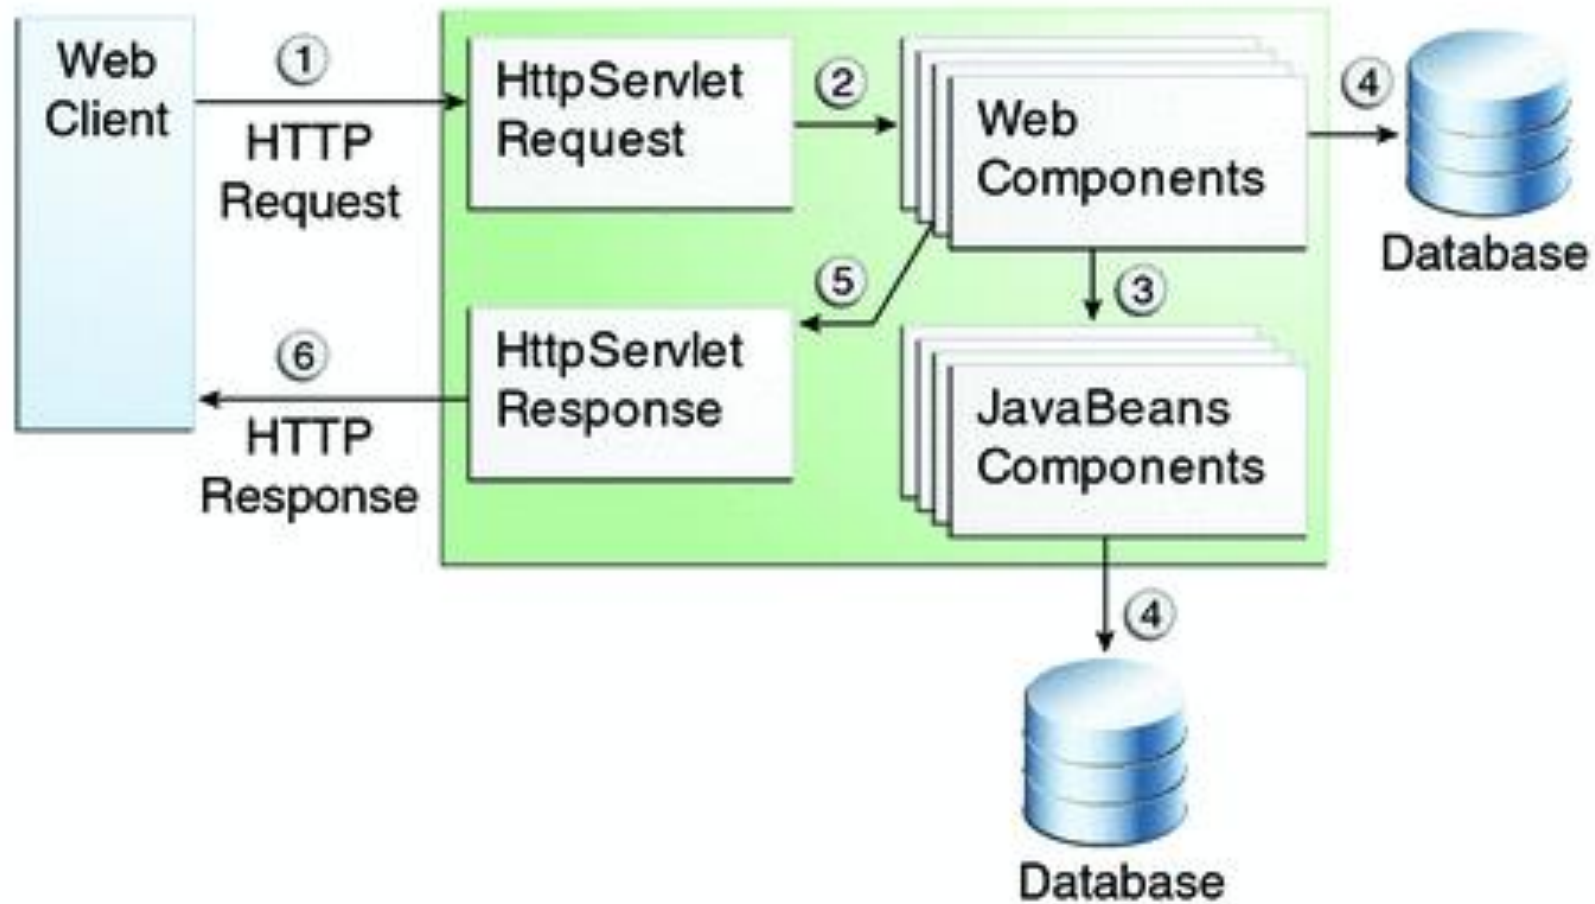 Web
Client
1
HTTP
Request
HttpServlet
Request
2
Web
Components
4
Database
5
3
6
HTTP
Response
HttpServlet
Response
JavaBeans
Components
4
Database